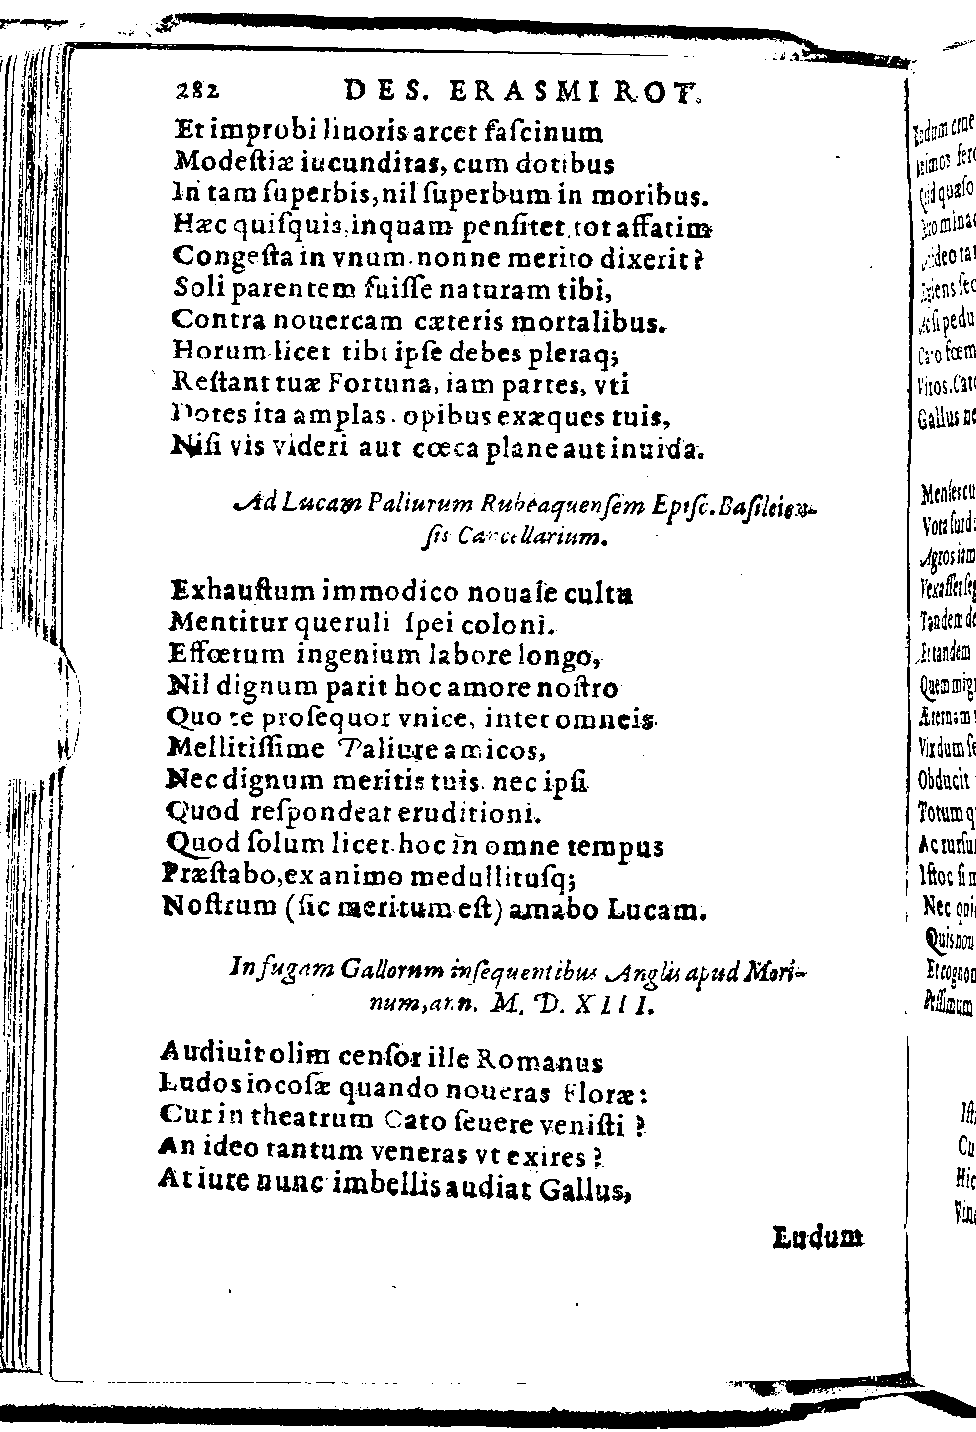 282 DES. ERASMI ROT.
Et improbi liuoris arcet faſcinum
Modeſtiæ iucunditas, cum dotibus
In tam ſuperbis, nil ſuperbum in moribus.
Hæc quiſquis, inquam penſitet, tot affatim
Congeſta in vnum. nonne merito dixerit?
Soli parentem fuiſſe naturam tibi,
Contra nouercam cæteris mortalibus.
Horum licet tibi ipſe debes pleraq;
Reſtant tuæ Fortuna, iam partes, vti
Dotes ita amplas. opibus exæques tuis,
Niſi vis videri aut cœca plane aut inuida.
Ad Lucam Paliurum Rubeaquenſem Epiſc. Baſileien-
ſis Cancellarium.
Exhauſtum immodico nouale cultu
Mentitur queruli ſpei coloni.
Effœtum ingenium labore longo,
Nil dignum parit hoc amore noſtro
Quo te proſequor vnice, inter omneis
Mellitiſſime Paliure amicos,
Nec dignum meritis tuis. nec ipſi
Quod reſpondeat eruditioni.
Quod ſolum licet. hoc in omne tempus
Præſtabo, ex animo medullituſq;
Noſtrum (ſic meritum eſt) amabo Lucam.
In fugam Gallorum inſequentibus Anglis apud Mori-
num, an. M. D. XIII.
Audiuit olim cenſor ille Romanus
Ludos iocoſæ quando noueras Floræ:
Cur in theatrum Cato ſeuere veniſti?
An ideo tantum veneras vt exires?
At iure nunc imbellis audiat Gallus,
Ludum